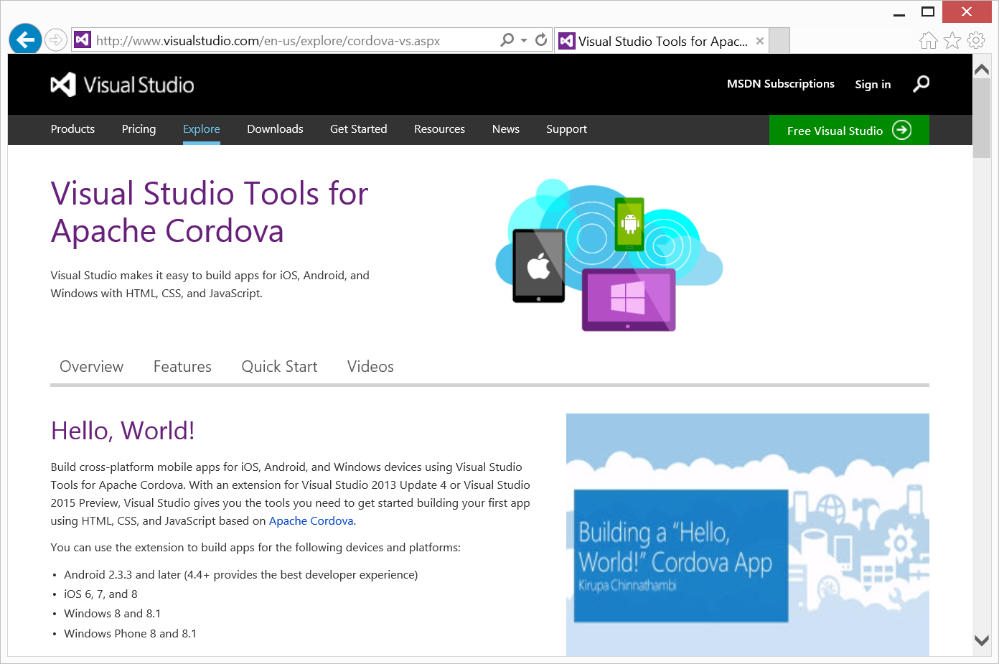 http://www.visualstudio.com/en-us/explore/cordova-vs.aspx
Visual Studio Tools for Apac...
Visual Studio
MSDN Subscriptions
Sign in
Products
Pricing
Explore
Downloads
Get Started
Resources
News
Support
Free Visual Studio
Visual Studio Tools for
Apache Cordova
Visual Studio makes it easy to build apps for iOS, Android, and
Windows with HTML, CSS, and JavaScript.
Overview
Features
Quick Start
Videos
Hello, World!
Build cross-platform mobile apps for iOS, Android, and Windows devices using Visual Studio
Tools for Apache Cordova. With an extension for Visual Studio 2013 Update 4 or Visual Studio
2015 Preview, Visual Studio gives you the tools you need to get started building your first app
using HTML, CSS, and JavaScript based on Apache Cordova.
You can use the extension to build apps for the following devices and platforms:
• Android 2.3.3 and later (4.4+ provides the best developer experience)
• iOS 6, 7, and 8
• Windows 8 and 8.1
• Windows Phone 8 and 8.1
Building a “Hello,
World!” Cordova App
Kirupa Chinnathambi